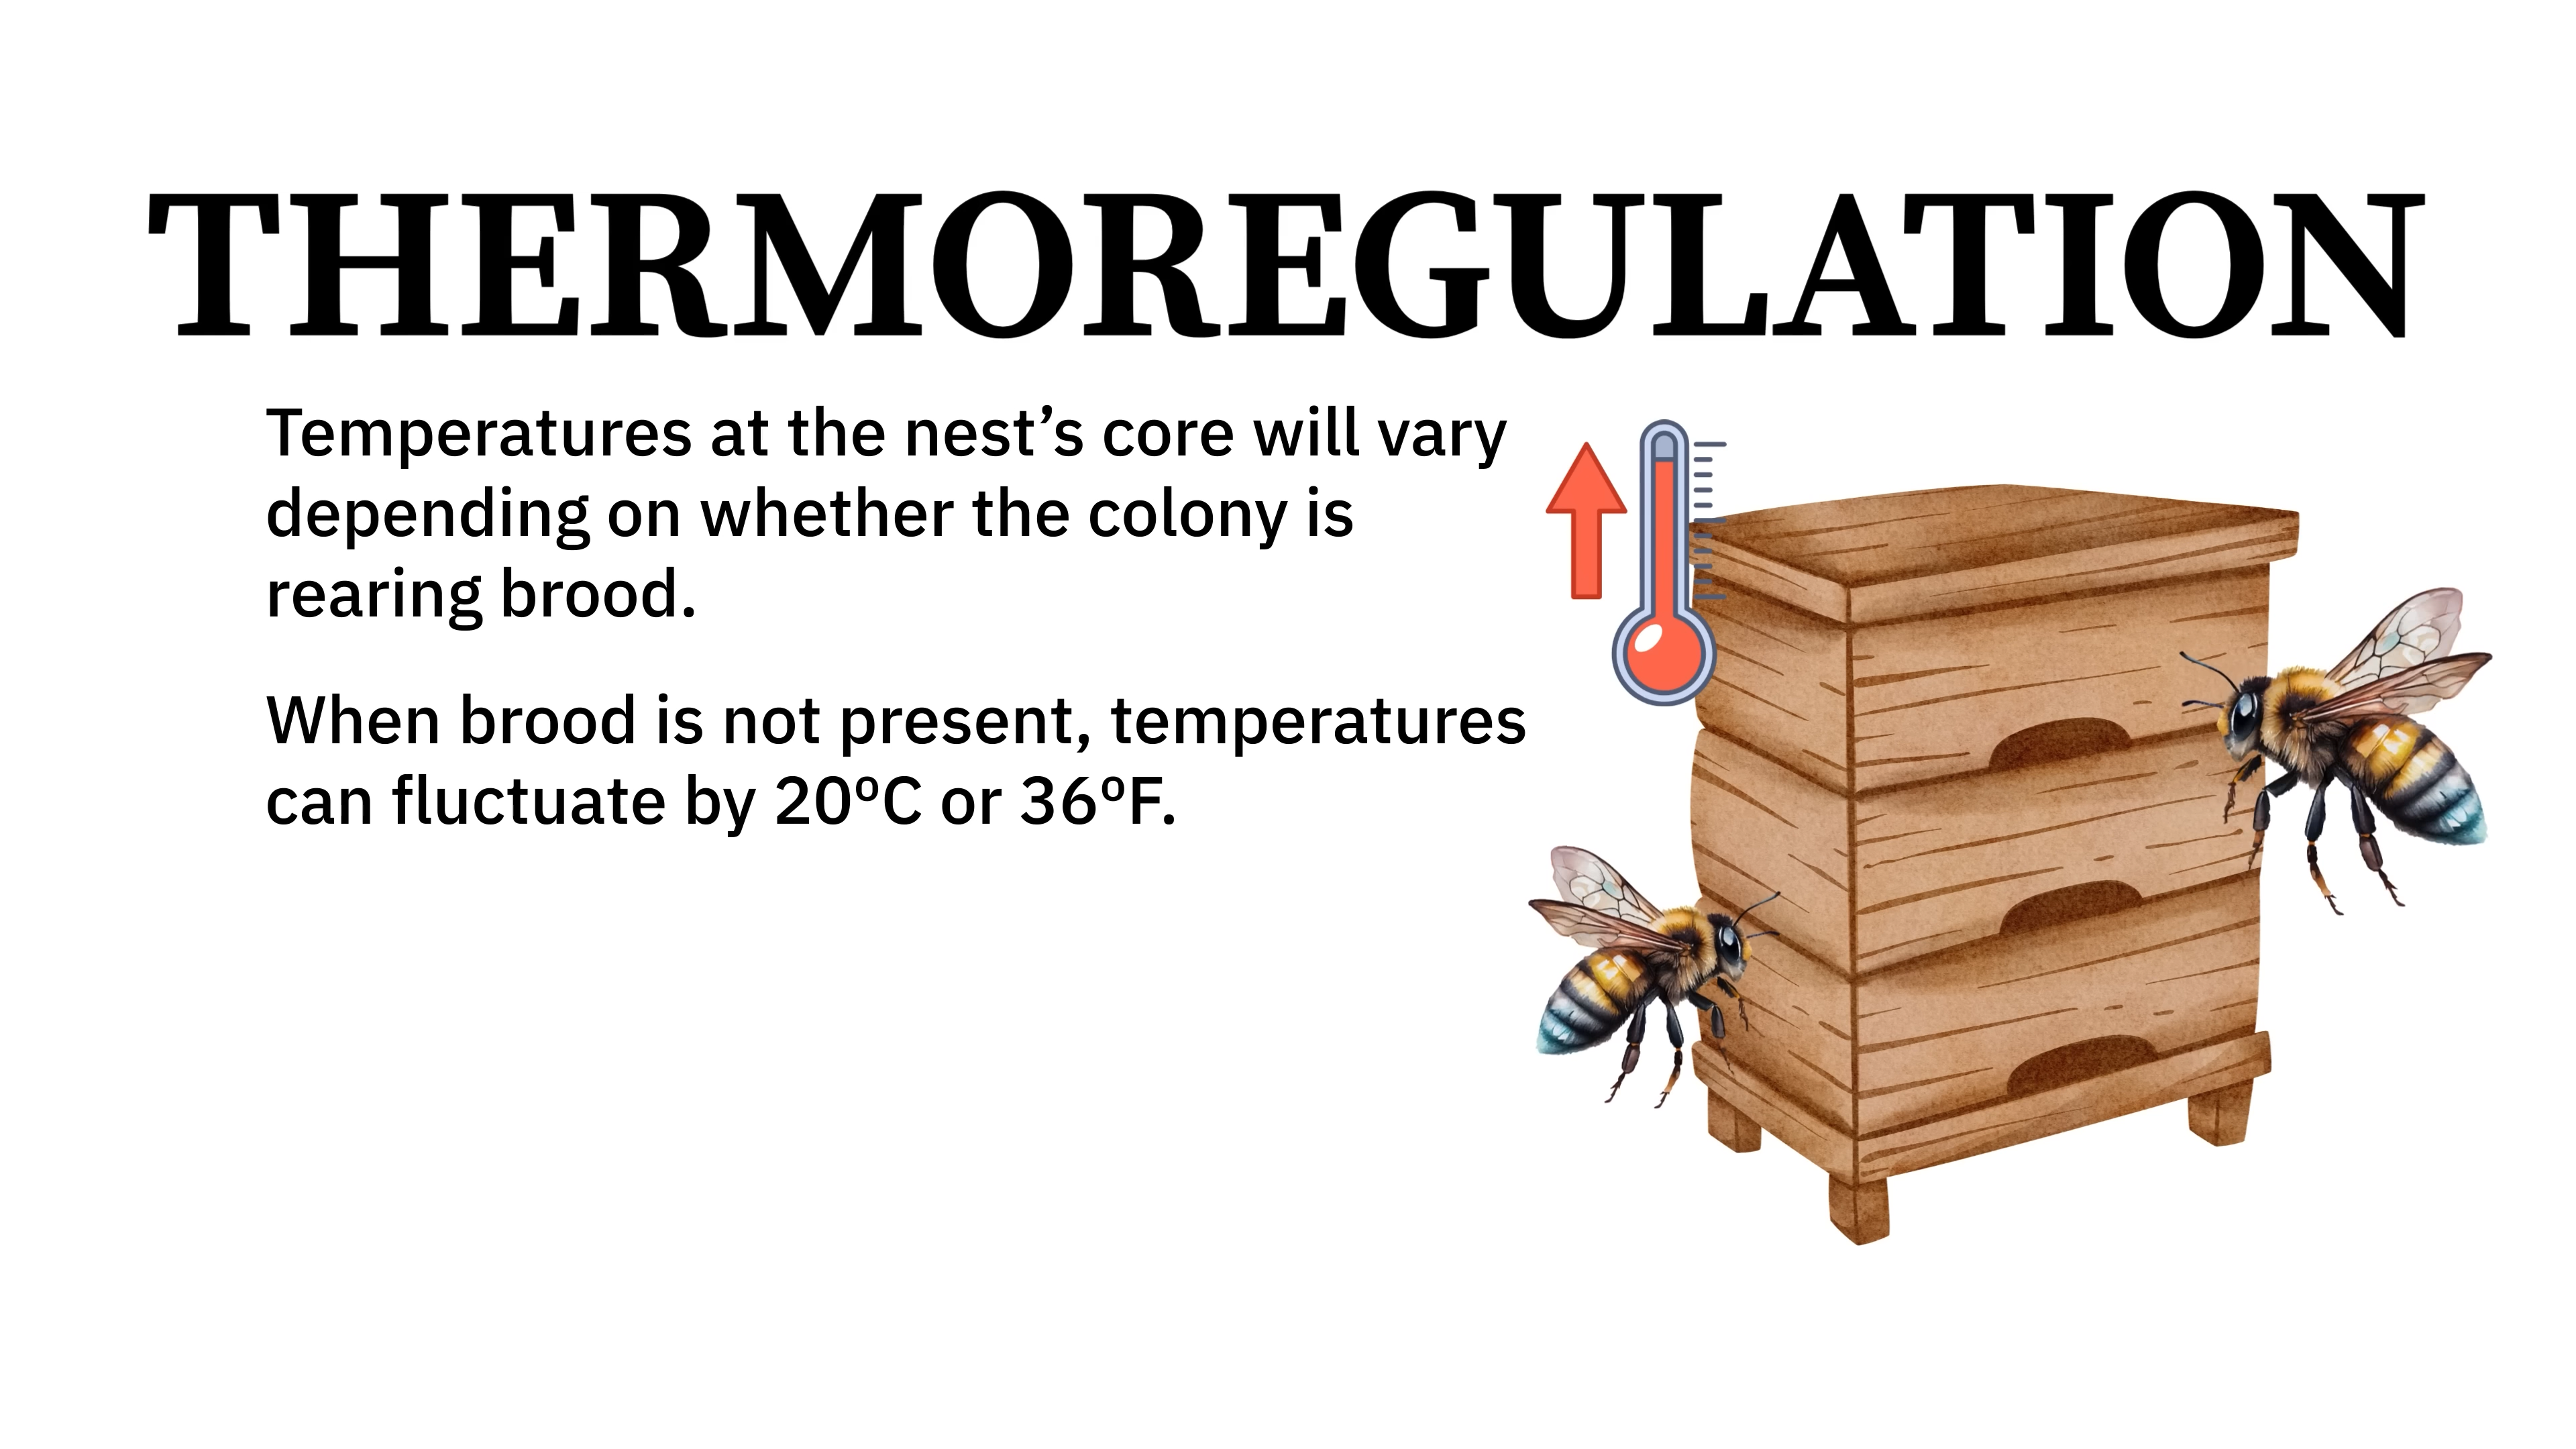 THERMOREGULATION
Temperatures at the nest’s core will vary
depending on whether the colony is
rearing brood.
When brood is not present, temperatures
can fluctuate by 20ºC or 36ºF.